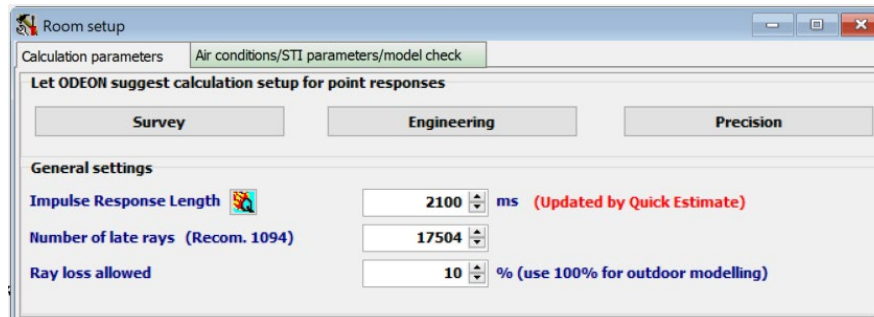 Room setup
Calculation parameters Air conditions/STI parameters/model check
Let ODEON suggest calculation setup for point responses
Survey Engineering Precision
General settings
Impulse Response Length 2100 ms (Updated by Quick Estimate)
Number of late rays (Recom. 1094) 17504
Ray loss allowed 10 % (use 100% for outdoor modelling)